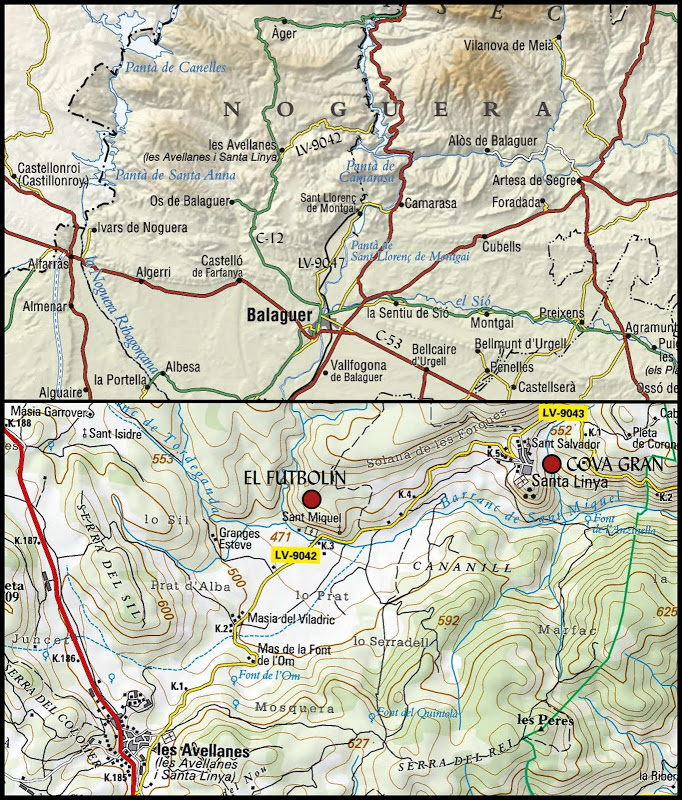 S E C
Àger
Vilanova de Meià
Pantà de Canelles
N O G U E R A
LV-9042
les Avellanes
(les Avellanes i Santa Linya)
Alòs de Balaguer
Castellonroi
(Castillonroy)
Pantà de Santa Anna
Pantà de
Camarasa
Artesa de Segre
Os de Balaguer
Sant Llorenç
de Montgai
Camarasa
Foradada
Ivars de Noguera
C-12
Pantà de
Sant Llorenç de Montgai
Cubells
Alfarràs
la Noguera Ribagorçana
Algerri
Castelló
de Farfanya
LV-9047
Almenar
Balaguer
el Sió
la Sentiu de Sió
Montgai
Preixens
Agramunt
C-53
Bellcaire
d'Urgell
Bellmunt d'Urgell
Puie
les
(els Pla
Albesa
Vallfogona
de Balaguer
Penelles
la Portella
Castellserà
Alguaire
Ossó de
Masia Garrovera
K.188
Sant Isidre
553
Solana de les Forques
LV-9043
552
K.1
Cab
Pleta
de Coron
Sant Salvador
K.5
COVA GRAN
Santa Linya
K.2
EL FUTBOLÍN
K.4
Barranc de Sant Miquel
Font
de l'Anzinella
lo Sil
Sant Miquel
Granges
Esteve
471
K.3
LV-9042
K.187
SERRA DEL SIL
500
Prat d'Alba
600
lo Prat
CANANILL
la
eta
709
592
625
K.2
Masia del Viladric
Juncet
K.186
Mas de la Font
de l'Om
lo Serradell
Marfac
Font de l'Om
K.1
SERRA DEL COLOMER
Mosquera
Font del Quintola
les Peres
les Avellanes
(les Avellanes
i Santa Linya)
527
SERRA DEL REI
K.185
la Riber